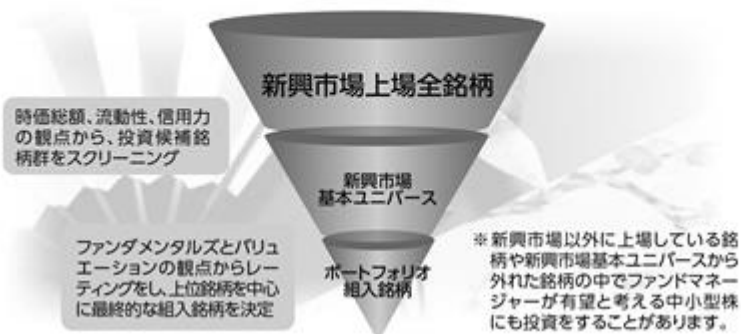 新興市場上場全銘柄
時価総額、流動性、信用力
の観点から、投資候補銘
柄群をスクリーニング
新興市場
基本ユニバース
ファンダメンタルズとバリュ
エーションの観点からレー
ティングをし、上位銘柄を中心
に最終的な組入銘柄を決定
ポートフォリオ
組入銘柄
※新興市場以外に上場している銘
柄や新興市場基本ユニバースから
外れた銘柄の中でファンドマネー
ジャーが有望と考える中小型株
にも投資をすることがあります。